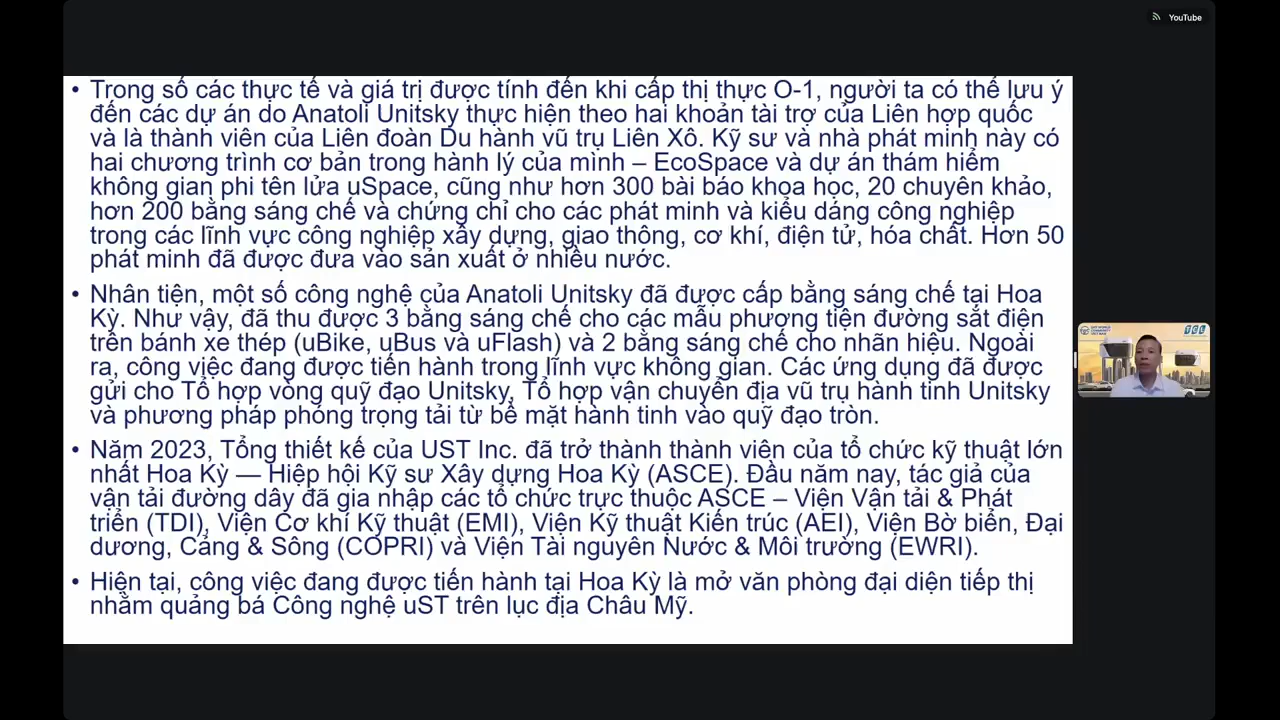 YouTube
• Trong số các thực tế và giá trị được tính đến khi cấp thị thực O-1, người ta có thể lưu ý
đến các dự án do Anatoli Unitsky thực hiện theo hai khoản tài trợ của Liên hợp quốc
và là thành viên của Liên đoàn Du hành vũ trụ Liên Xô. Kỹ sư và nhà phát minh này có
hai chương trình cơ bản trong hành lý của mình – EcoSpace và dự án thám hiểm
không gian phi tên lửa uSpace, cũng như hơn 300 bài báo khoa học, 20 chuyên khảo,
hơn 200 bằng sáng chế và chứng chỉ cho các phát minh và kiểu dáng công nghiệp
trong các lĩnh vực công nghiệp xây dựng, giao thông, cơ khí, điện tử, hóa chất. Hơn 50
phát minh đã được đưa vào sản xuất ở nhiều nước.
• Nhân tiện, một số công nghệ của Anatoli Unitsky đã được cấp bằng sáng chế tại Hoa
Kỳ. Như vậy, đã thu được 3 bằng sáng chế cho các mẫu phương tiện đường sắt điện
trên bánh xe thép (uBike, uBus và uFlash) và 2 bằng sáng chế cho nhãn hiệu. Ngoài
ra, công việc đang được tiến hành trong lĩnh vực không gian. Các ứng dụng đã được
gửi cho Tổ hợp vòng quỹ đạo Unitsky, Tổ hợp vận chuyển địa vũ trụ hành tinh Unitsky
và phương pháp phóng trọng tải từ bề mặt hành tinh vào quỹ đạo tròn.
• Năm 2023, Tổng thiết kế của UST Inc. đã trở thành thành viên của tổ chức kỹ thuật lớn
nhất Hoa Kỳ — Hiệp hội Kỹ sư Xây dựng Hoa Kỳ (ASCE). Đầu năm nay, tác giả của
vận tải đường dây đã gia nhập các tổ chức trực thuộc ASCE – Viện Vận tải & Phát
triển (TDI), Viện Cơ khí Kỹ thuật (EMI), Viện Kỹ thuật Kiến trúc (AEI), Viện Bờ biển, Đại
dương, Cảng & Sông (COPRI) và Viện Tài nguyên Nước & Môi trường (EWRI).
• Hiện tại, công việc đang được tiến hành tại Hoa Kỳ là mở văn phòng đại diện tiếp thị
nhằm quảng bá Công nghệ uST trên lục địa Châu Mỹ.